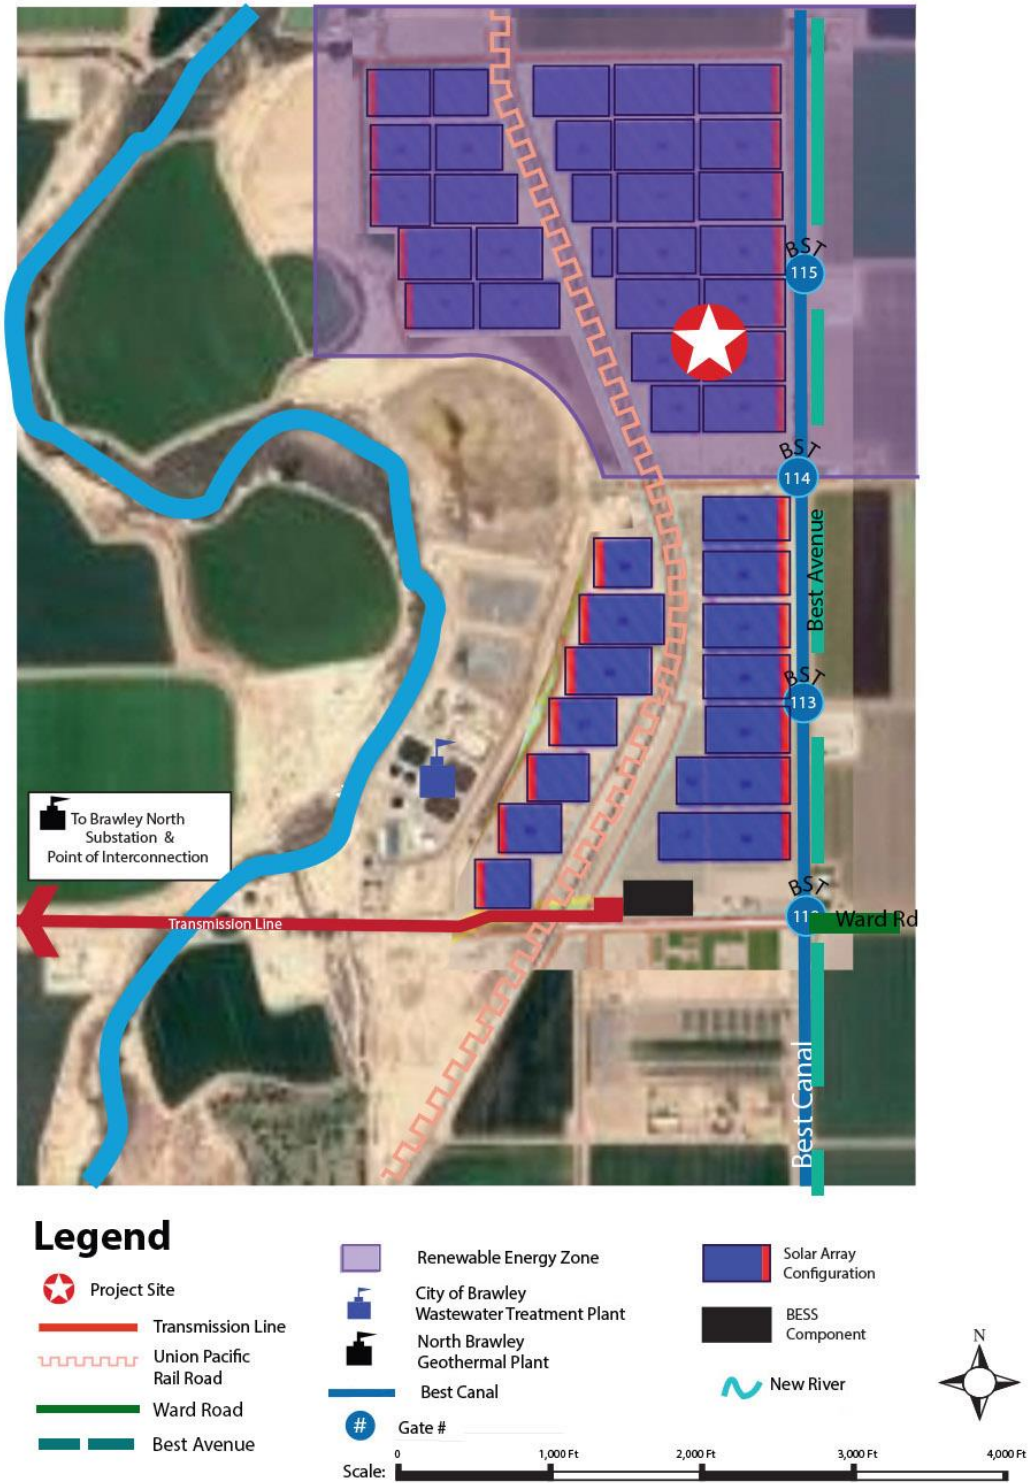 BST
115
BST
114
Best Avenue
BST
113
To Brawley North
Substation &
Point of Interconnection
BST
Ward Rd
Transmission Line
Best Canal
Legend
Project Site
Transmission Line
Union Pacific
Rail Road
Ward Road
Best Avenue
Renewable Energy Zone
City of Brawley
Wastewater Treatment Plant
North Brawley
Geothermal Plant
Best Canal
#
Gate #
Solar Array
Configuration
BESS
Component
New River
N
Scale:
0
1,000 Ft
2,000 Ft
3,000 Ft
4,000 Ft